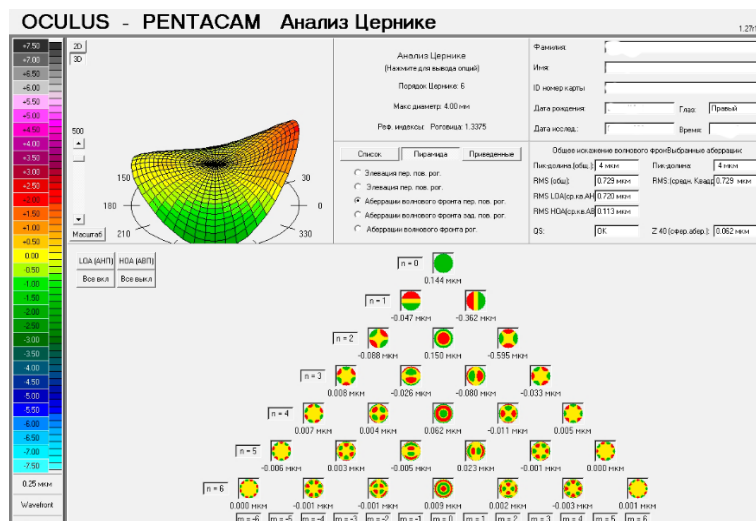 OCULUS - PENTACAM Анализ Цернике
1.27r1
+7.50
+7.00
+6.50
+6.00
+5.50
+5.00
+4.50
+4.00
+3.50
+3.00
+2.50
+2.00
+1.50
+1.00
+0.50
0.00
-0.50
-1.00
-1.50
-2.00
-2.50
-3.00
-3.50
-4.00
-4.50
-5.00
-5.50
-6.00
-6.50
-7.00
-7.50
0.25 мкм
Wavefront
2D
3D
500
Масштаб
150
180
210
30
0
330
Анализ Цернике
(Нажмите для вывода опций)
Порядок Цернике: 6
Макс диаметр: 4.00 мм
Реф. индексы: Роговица: 1.3375
Фамилия:
Имя:
ID номер карты
Дата рождения:
Глаз: Правый
Дата исслед.:
Время:
Список Пирамида Приведенные
Элевация пер. пов. рог.
Элевация пер. пов. рог.
Аберрации волнового фронта пер. пов. рог.
Аберрации волнового фронта зад. пов. рог.
Аберрации волнового фронта рог.
Общее искажение волнового фрон Выбранные аберрации:
Пик-долина (общ.): 4 мкм Пик-долина: 4 мкм
RMS (общ): 0.729 мкм RMS: (средн. Квадр 0.729 мкм
RMS LOA(ср.кв.АН 0.720 мкм
RMS HOA(ср.кв.АВ 0.113 мкм
QS: OK Z 40 (сфер.абер.): 0.062 мкм
LOA (АНП) HOA (АВП)
Все вкл Все выкл
n = 0
0.144 мкм
n = 1
-0.047 мкм -0.362 мкм
n = 2
-0.088 мкм 0.150 мкм -0.595 мкм
n = 3
0.008 мкм -0.026 мкм -0.080 мкм -0.033 мкм
n = 4
0.007 мкм 0.004 мкм 0.062 мкм -0.011 мкм 0.005 мкм
n = 5
-0.006 мкм 0.003 мкм -0.005 мкм 0.023 мкм -0.001 мкм 0.000 мкм
n = 6
0.000 мкм -0.001 мкм -0.001 мкм 0.009 мкм 0.002 мкм -0.003 мкм 0.001 мкм
m = -6 m = -5 m = -4 m = -3 m = -2 m = -1 m = 0 m = 1 m = 2 m = 3 m = 4 m = 5 m = 6